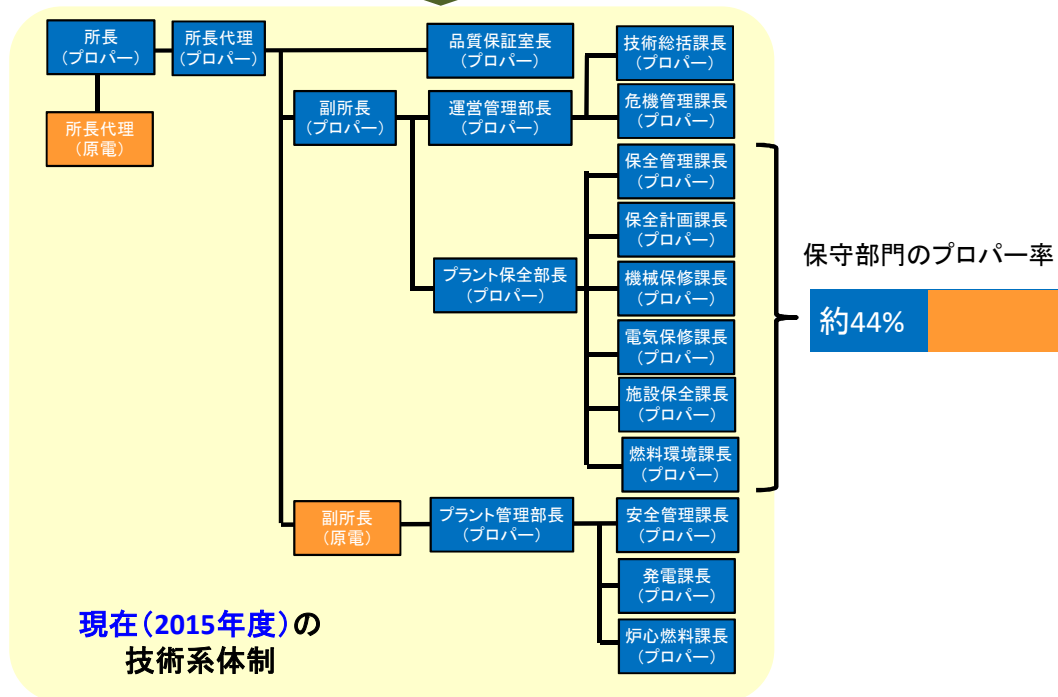 所長
(プロパー)
所長代理
(プロパー)
所長代理
(原電)
品質保証室長
(プロパー)
副所長
(プロパー)
運営管理部長
(プロパー)
技術総括課長
(プロパー)
危機管理課長
(プロパー)
プラント保全部長
(プロパー)
保全管理課長
(プロパー)
保全計画課長
(プロパー)
機械保修課長
(プロパー)
電気保修課長
(プロパー)
施設保全課長
(プロパー)
燃料環境課長
(プロパー)
保守部門のプロパー率
約44%
副所長
(原電)
プラント管理部長
(プロパー)
安全管理課長
(プロパー)
発電課長
(プロパー)
炉心燃料課長
(プロパー)
現在(2015年度)の
技術系体制